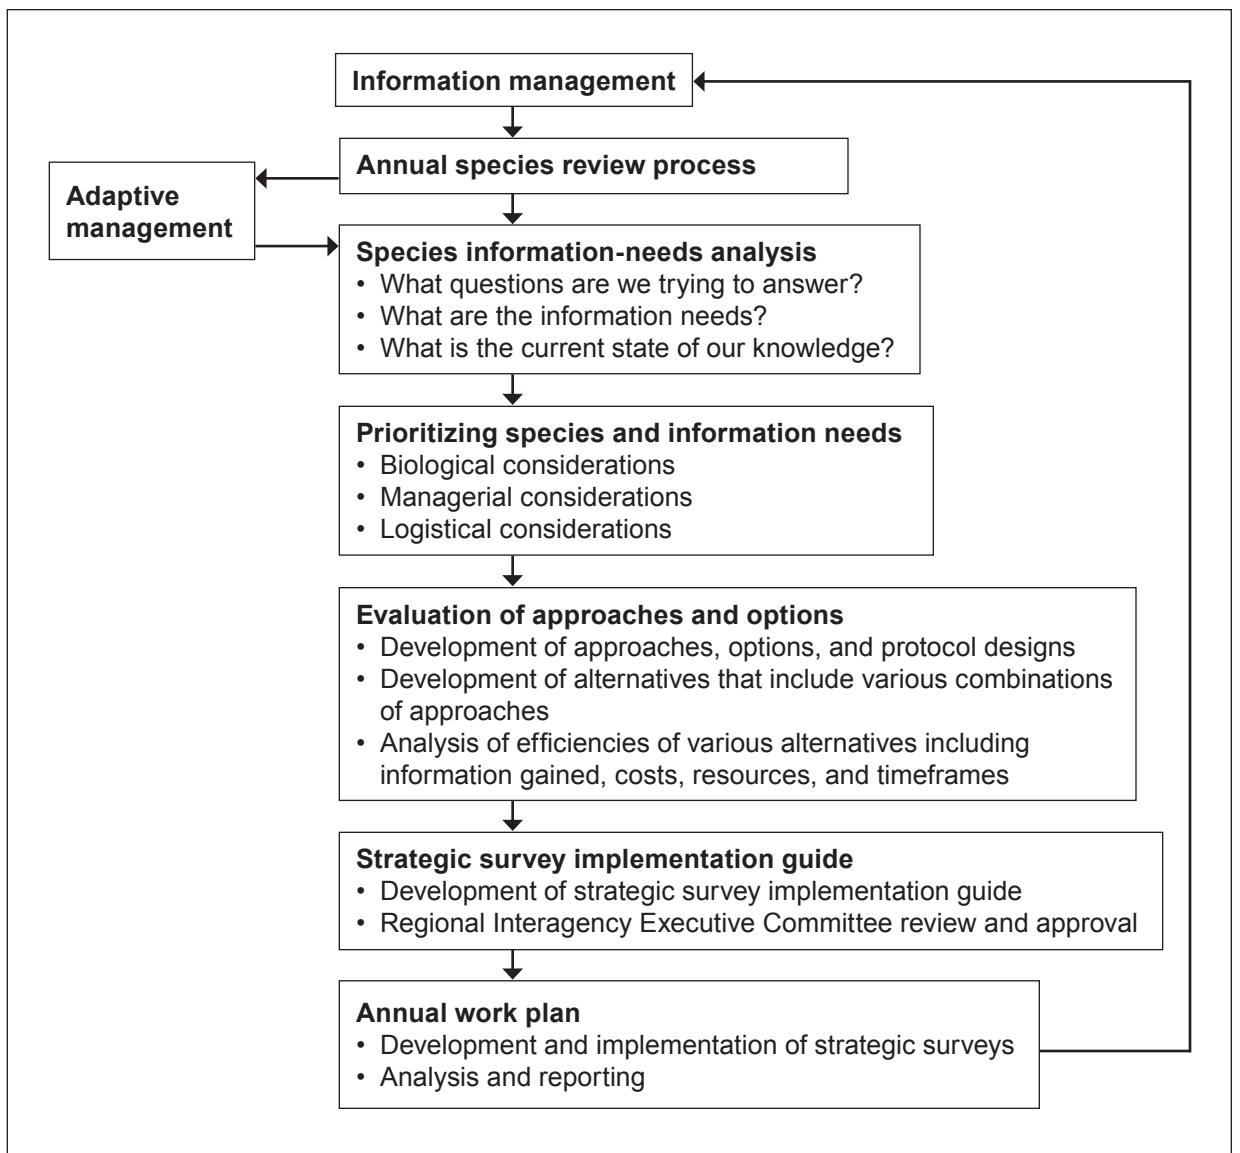 Information management
Annual species review process
Adaptive
management
Species information-needs analysis
• What questions are we trying to answer?
• What are the information needs?
• What is the current state of our knowledge?
Prioritizing species and information needs
• Biological considerations
• Managerial considerations
• Logistical considerations
Evaluation of approaches and options
• Development of approaches, options, and protocol designs
• Development of alternatives that include various combinations
of approaches
• Analysis of efficiencies of various alternatives including
information gained, costs, resources, and timeframes
Strategic survey implementation guide
• Development of strategic survey implementation guide
• Regional Interagency Executive Committee review and approval
Annual work plan
• Development and implementation of strategic surveys
• Analysis and reporting